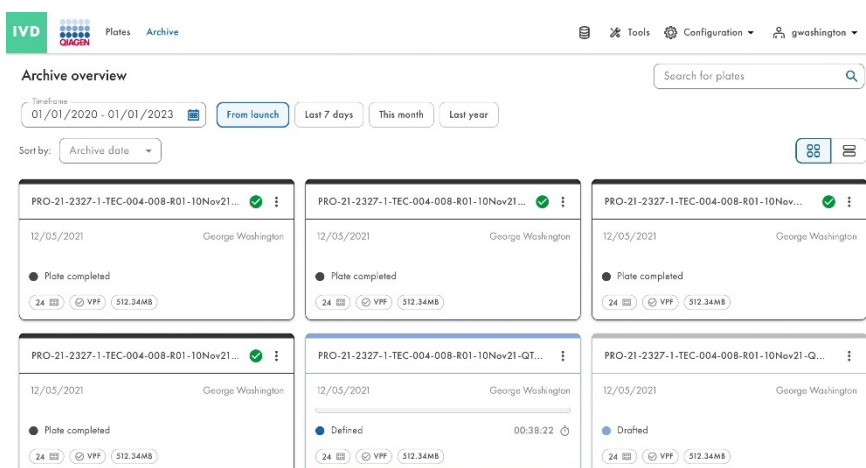 IVD QIAGEN Plates Archive Tools Configuration gwashington
Archive overview
Search for plates
Timeframe
01/01/2020 - 01/01/2023 From launch Last 7 days This month Last year
Sort by: Archive date
PRO-21-2327-1-TEC-004-008-R01-10Nov21... PRO-21-2327-1-TEC-004-008-R01-10Nov21... PRO-21-2327-1-TEC-004-008-R01-10Nov...
12/05/2021 George Washington 12/05/2021 George Washington 12/05/2021 George Washington
Plate completed Plate completed Plate completed
24 VPF 512.34MB 24 VPF 512.34MB 24 VPF 512.34MB
PRO-21-2327-1-TEC-004-008-R01-10Nov21... PRO-21-2327-1-TEC-004-008-R01-10Nov21-QT... PRO-21-2327-1-TEC-004-008-R01-10Nov21-Q...
12/05/2021 George Washington 12/05/2021 George Washington 12/05/2021 George Washington
Plate completed Defined 00:38:22 Drafted
24 VPF 512.34MB 24 VPF 512.34MB 24 VPF 512.34MB